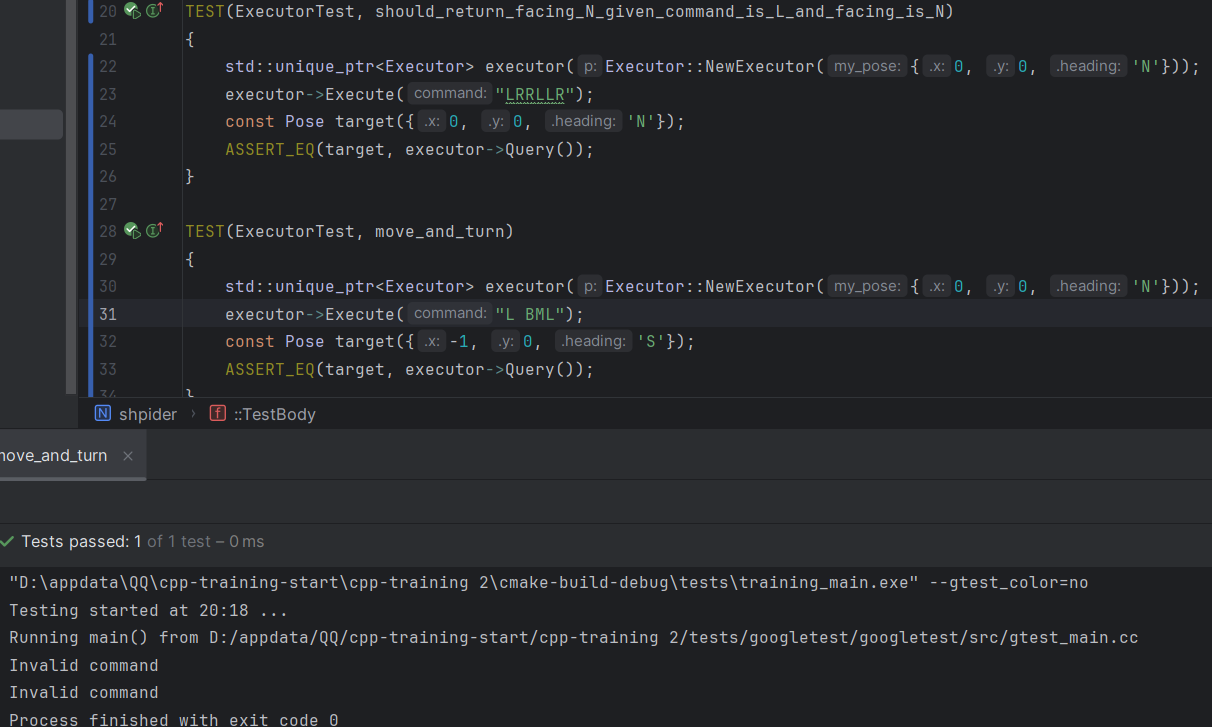 20 TEST(ExecutorTest, should_return_facing_N_given_command_is_L_and_facing_is_N)
21 {
22 std::unique_ptr<Executor> executor( p: Executor::NewExecutor( my_pose: { .x: 0, .y: 0, .heading: 'N'}));
23 executor->Execute( command: "LRRLLR");
24 const Pose target({ .x: 0, .y: 0, .heading: 'N'});
25 ASSERT_EQ(target, executor->Query());
26 }
27
28 TEST(ExecutorTest, move_and_turn)
29 {
30 std::unique_ptr<Executor> executor( p: Executor::NewExecutor( my_pose: { .x: 0, .y: 0, .heading: 'N'}));
31 executor->Execute( command: "L BML");
32 const Pose target({ .x: -1, .y: 0, .heading: 'S'});
33 ASSERT_EQ(target, executor->Query());
34 }
N shpider › f ::TestBody
move_and_turn ×
Tests passed: 1 of 1 test – 0 ms
"D:\appdata\QQ\cpp-training-start\cpp-training 2\cmake-build-debug\tests\training_main.exe" --gtest_color=no
Testing started at 20:18 ...
Running main() from D:/appdata/QQ/cpp-training-start/cpp-training 2/tests/googletest/googletest/src/gtest_main.cc
Invalid command
Invalid command
Process finished with exit code 0